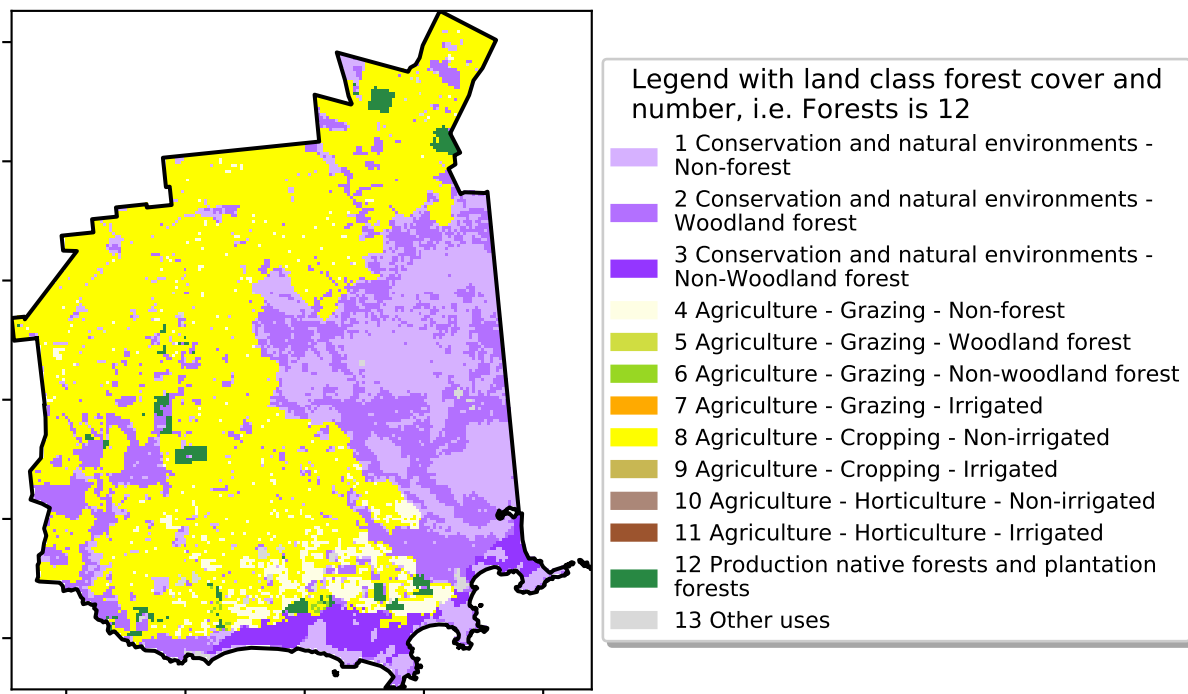 Legend with land class forest cover and
number, i.e. Forests is 12
1 Conservation and natural environments -
Non-forest
2 Conservation and natural environments -
Woodland forest
3 Conservation and natural environments -
Non-Woodland forest
4 Agriculture - Grazing - Non-forest
5 Agriculture - Grazing - Woodland forest
6 Agriculture - Grazing - Non-woodland forest
7 Agriculture - Grazing - Irrigated
8 Agriculture - Cropping - Non-irrigated
9 Agriculture - Cropping - Irrigated
10 Agriculture - Horticulture - Non-irrigated
11 Agriculture - Horticulture - Irrigated
12 Production native forests and plantation
forests
13 Other uses